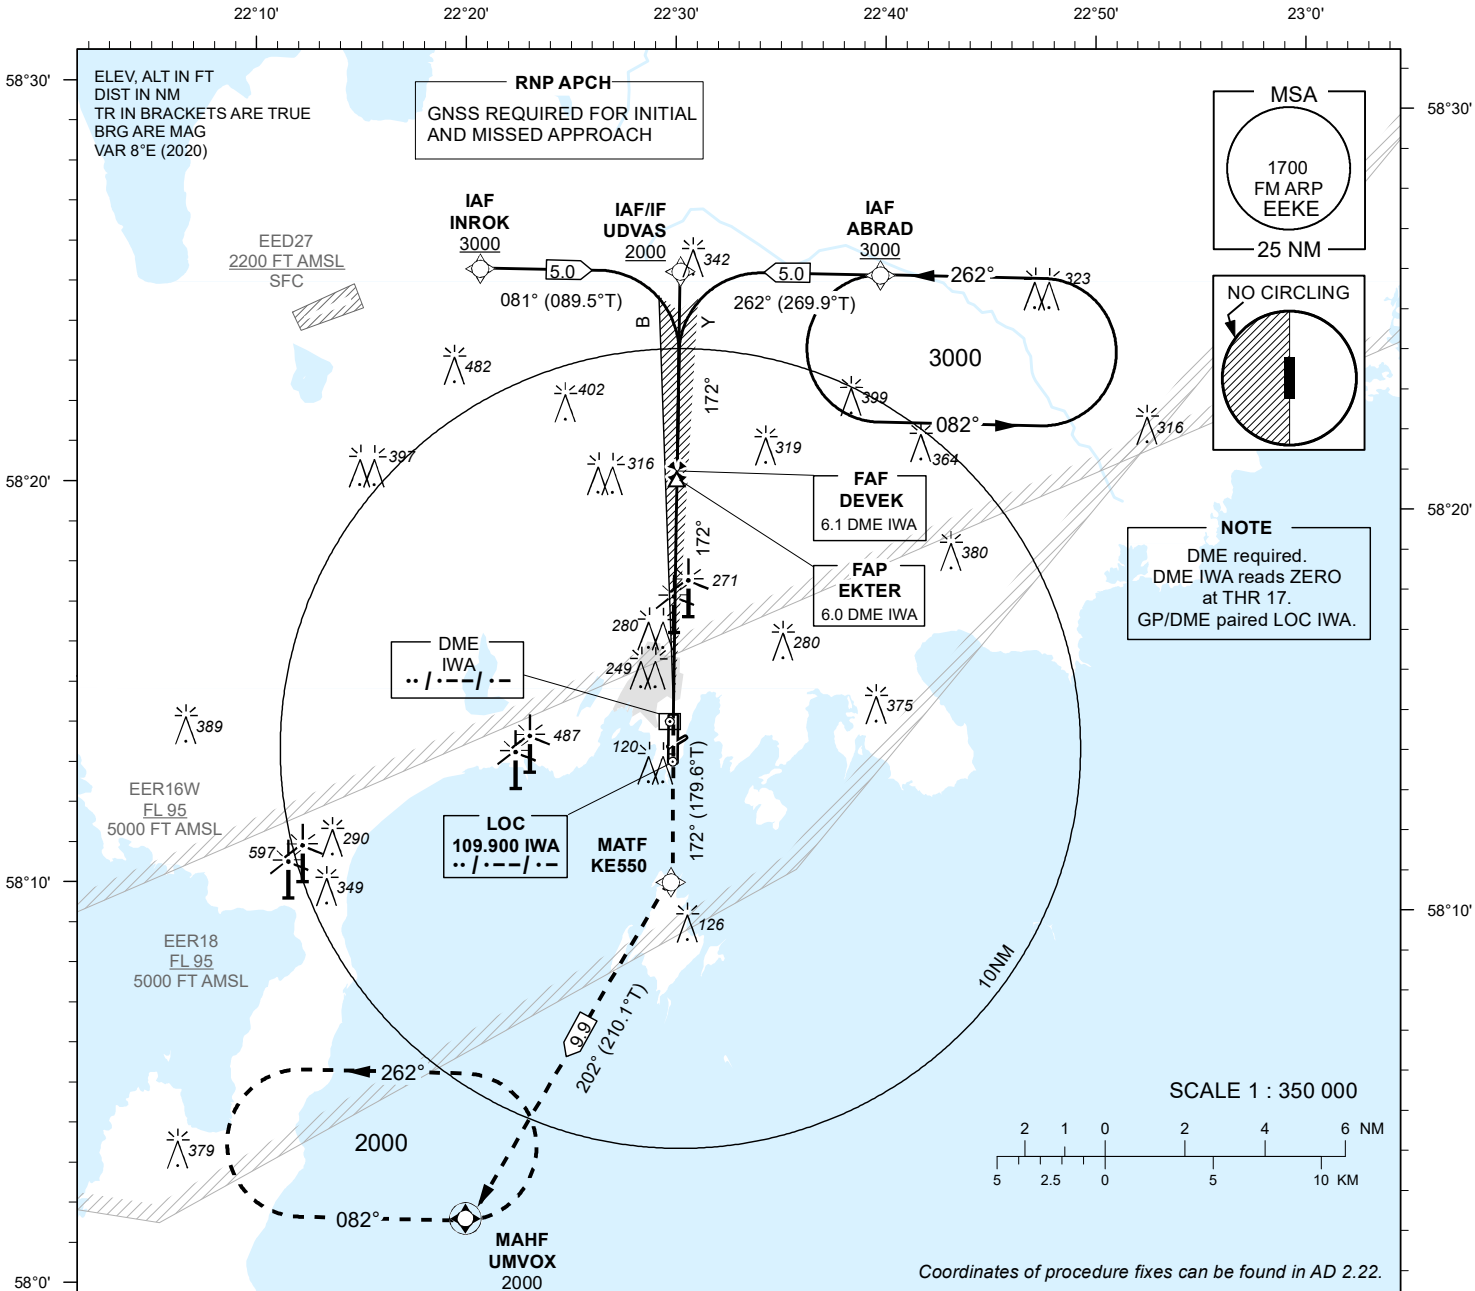 22°10'
22°20'
22°30'
22°40'
22°50'
23°0'
58°30'
58°30'
ELEV, ALT IN FT
DIST IN NM
TR IN BRACKETS ARE TRUE
BRG ARE MAG
VAR 8°E (2020)
RNP APCH
GNSS REQUIRED FOR INITIAL
AND MISSED APPROACH
MSA
1700
FM ARP
EEKE
25 NM
IAF
INROK
3000
IAF/IF
UDVAS
2000
IAF
ABRAD
3000
EED27
2200 FT AMSL
SFC
342
5.0
5.0
262°
323
081° (089.5°T)
262° (269.9°T)
B
Y
NO CIRCLING
3000
482
402
172°
399
082°
316
364
319
397
316
58°20'
58°20'
FAF
DEVEK
6.1 DME IWA
172°
380
NOTE
DME required.
DME IWA reads ZERO
at THR 17.
GP/DME paired LOC IWA.
FAP
EKTER
6.0 DME IWA
271
280
280
249
DME
IWA
375
389
487
120
172° (179.6°T)
EER16W
FL 95
5000 FT AMSL
LOC
109.900 IWA
MATF
KE550
290
597
349
58°10'
58°10'
126
EER18
FL 95
5000 FT AMSL
10NM
9.9
202° (210.1°T)
262°
2000
379
082°
MAHF
UMVOX
2000
SCALE 1 : 350 000
2 1 0 2 4 6 NM
5 2.5 0 5 10 KM
58°0'
Coordinates of procedure fixes can be found in AD 2.22.